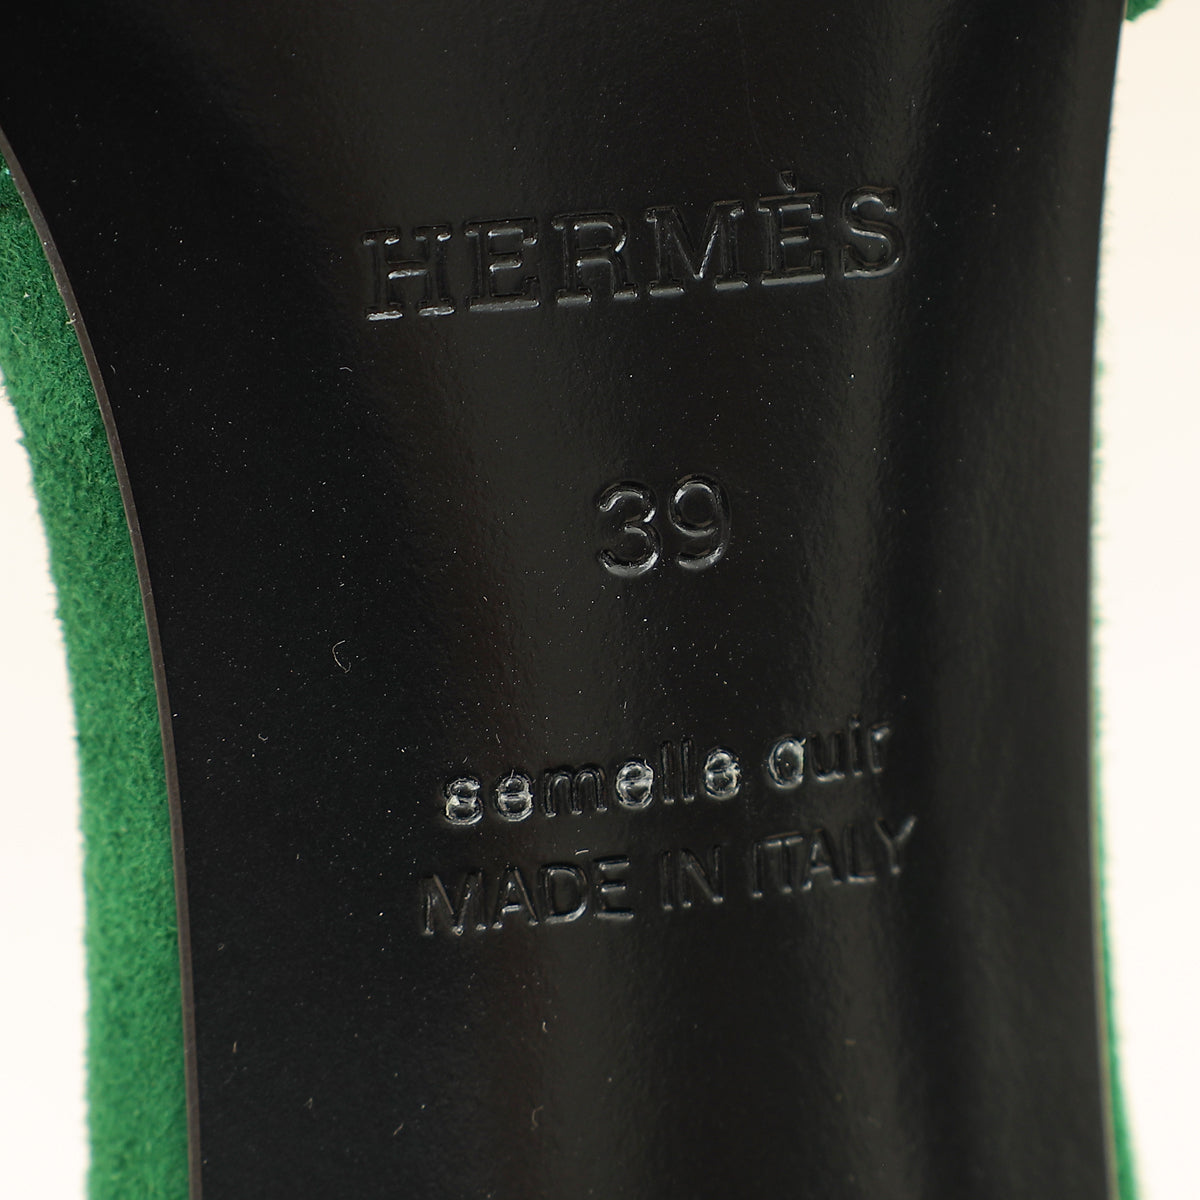 HERMÈS
39
semelle cuir
MADE IN ITALY